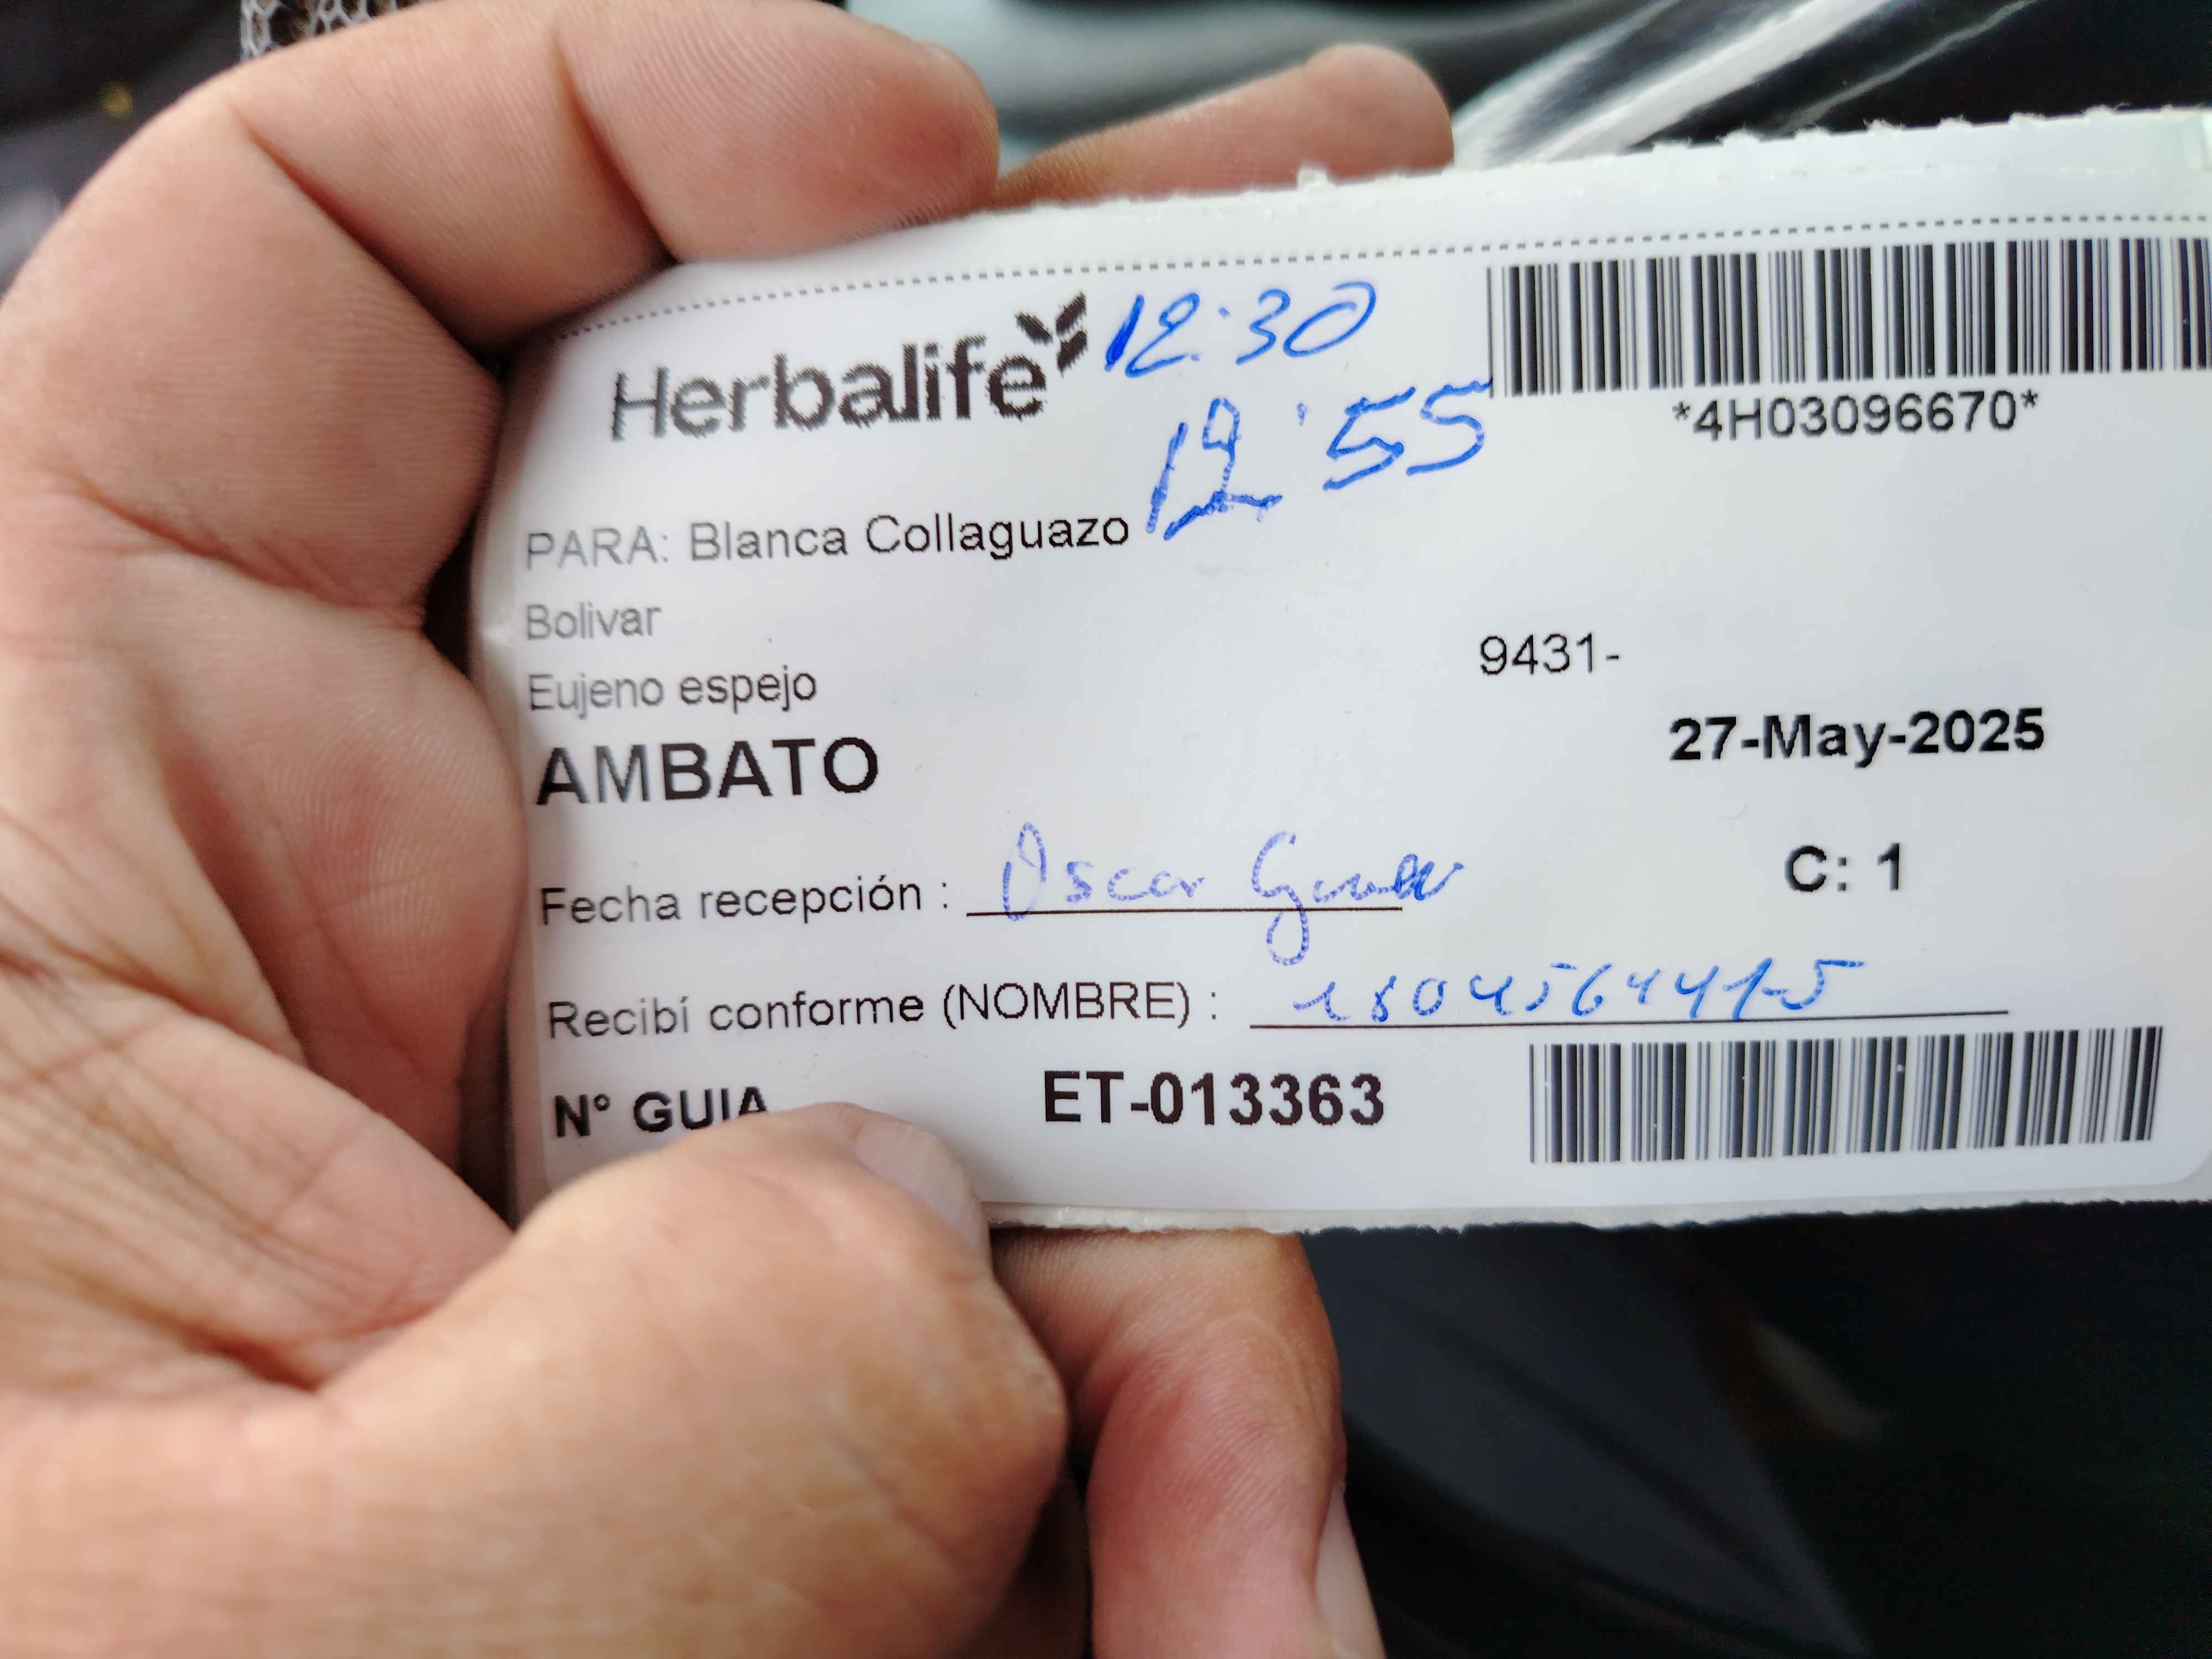 Herbalife 12:30
12:55
*4H03096670*
PARA: Blanca Collaguazo
Bolivar
9431-
Eujeno espejo
27-May-2025
AMBATO
C: 1
Fecha recepción : Oscar
Recibí conforme (NOMBRE) : 180456441-5
N° GUIA ET-013363